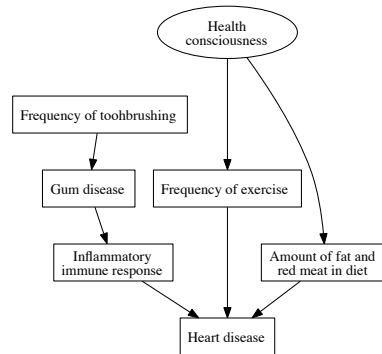 Health
consciousness
Frequency of toohbrushing
Gum disease
Frequency of exercise
Inflammatory
immune response
Amount of fat and
red meat in diet
Heart disease